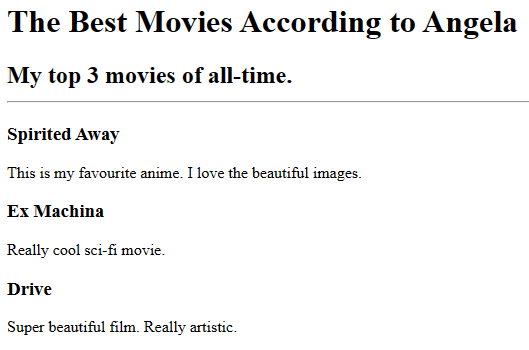 The Best Movies According to Angela
My top 3 movies of all-time.
Spirited Away
This is my favourite anime. I love the beautiful images.
Ex Machina
Really cool sci-fi movie.
Drive
Super beautiful film. Really artistic.